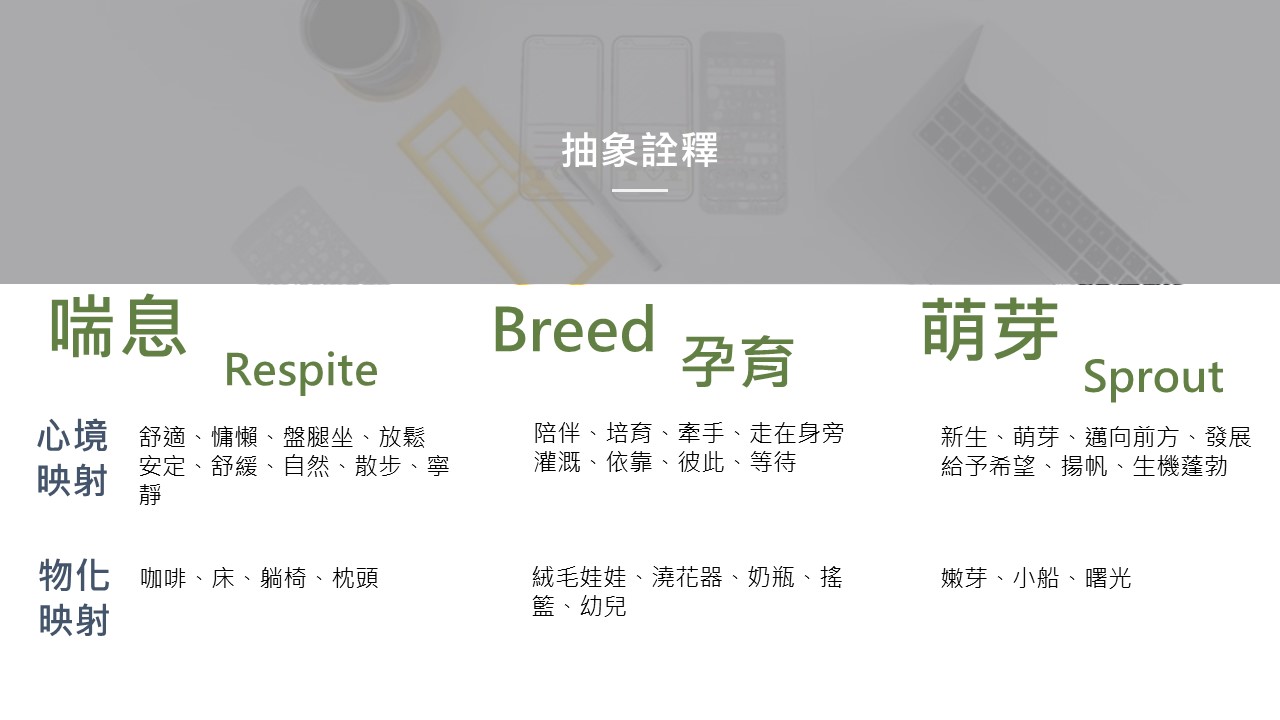 抽象詮釋
喘息
Respite
Breed
孕育
萌芽
Sprout
心境
映射
舒適、慵懶、盤腿坐、放鬆
安定、舒緩、自然、散步、寧
靜
陪伴、培育、牽手、走在身旁
灌溉、依靠、彼此、等待
新生、萌芽、邁向前方、發展
給予希望、揚帆、生機蓬勃
物化
映射
咖啡、床、躺椅、枕頭
絨毛娃娃、澆花器、奶瓶、搖
籃、幼兒
嫩芽、小船、曙光